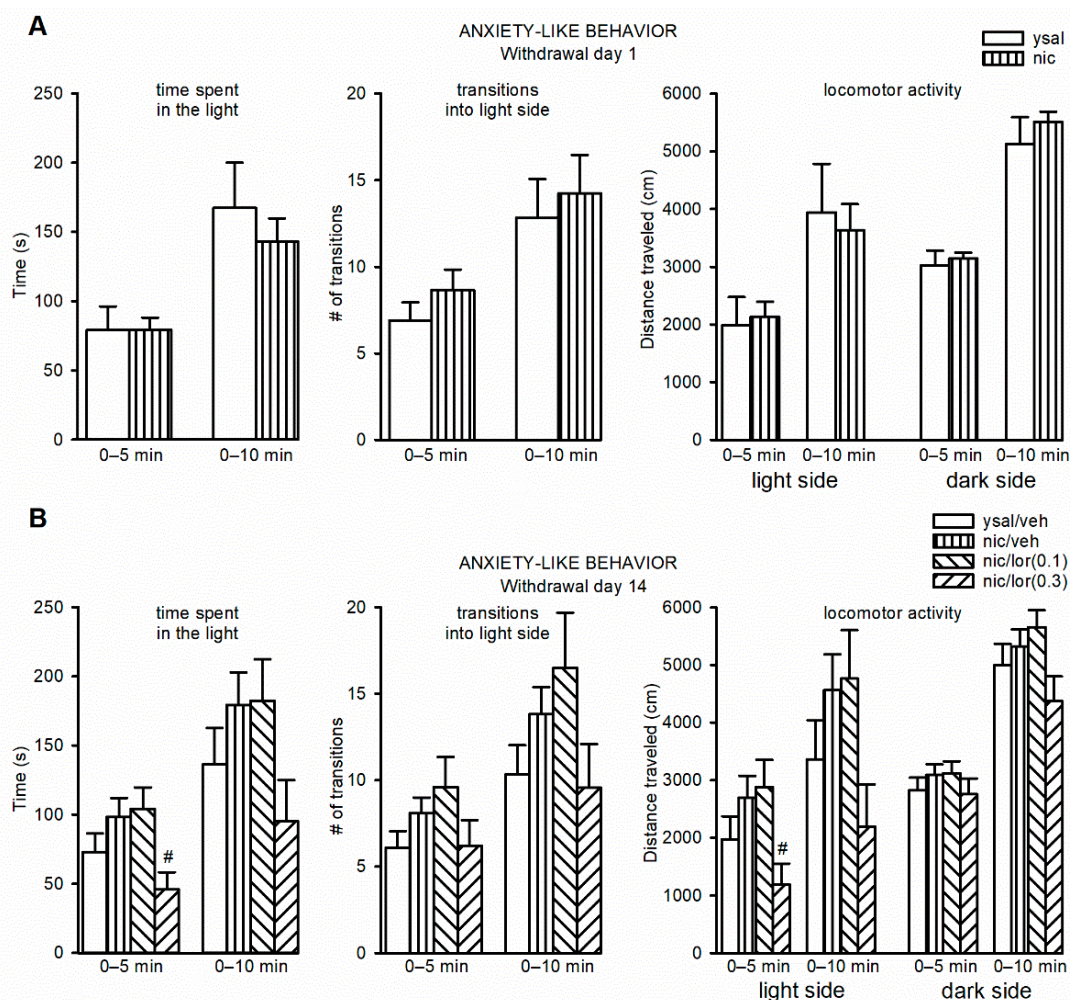 A
ANXIETY-LIKE BEHAVIOR
Withdrawal day 1
ysal
nic
time spent
in the light
250
200
150
100
50
0
Time (s)
0–5 min
0–10 min
transitions
into light side
20
15
10
5
0
# of transitions
0–5 min
0–10 min
locomotor activity
6000
5000
4000
3000
2000
1000
0
Distance traveled (cm)
0–5 min
0–10 min
0–5 min
0–10 min
light side
dark side
B
ANXIETY-LIKE BEHAVIOR
Withdrawal day 14
ysal/veh
nic/veh
nic/lor(0.1)
nic/lor(0.3)
time spent
in the light
250
200
150
100
50
0
Time (s)
#
0–5 min
0–10 min
transitions
into light side
20
15
10
5
0
# of transitions
0–5 min
0–10 min
locomotor activity
6000
5000
4000
3000
2000
1000
0
Distance traveled (cm)
#
0–5 min
0–10 min
0–5 min
0–10 min
light side
dark side